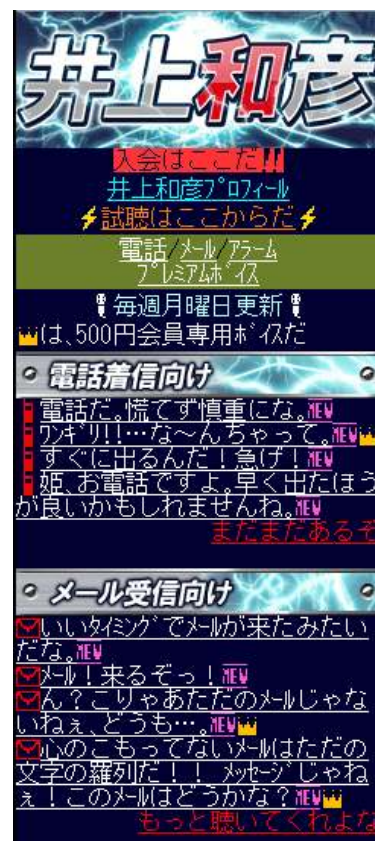 井上和彦
入会はここだ!!
井上和彦ﾌﾟﾛﾌｨｰﾙ
試聴はここからだ
電話/ﾒｰﾙ/ｱﾗｰﾑ
ﾌﾟﾚﾐｱﾑﾎﾞｲｽ
毎週月曜日更新
は、500円会員専用ﾎﾞｲｽだ
電話着信向け
電話だ｡慌てず慎重にな｡NEW
ﾜﾝｷﾞﾘ!!…な～んちゃって｡NEW
すぐに出るんだ！急げ！NEW
姫､お電話ですよ｡早く出たほう
が良いかもしれませんね｡NEW
まだまだあるぞ
メール受信向け
いいﾀｲﾐﾝｸﾞでﾒｰﾙが来たみたい
だな｡NEW
ﾒｰﾙ！来るぞっ！NEW
ん？こりゃあただのﾒｰﾙじゃな
いねぇ､どうも…｡NEW
心のこもってないﾒｰﾙはただの
文字の羅列だ！！ ﾒｯｾｰｼﾞじゃね
ぇ！このﾒｰﾙはどうかな？NEW
もっと聴いてくれよな